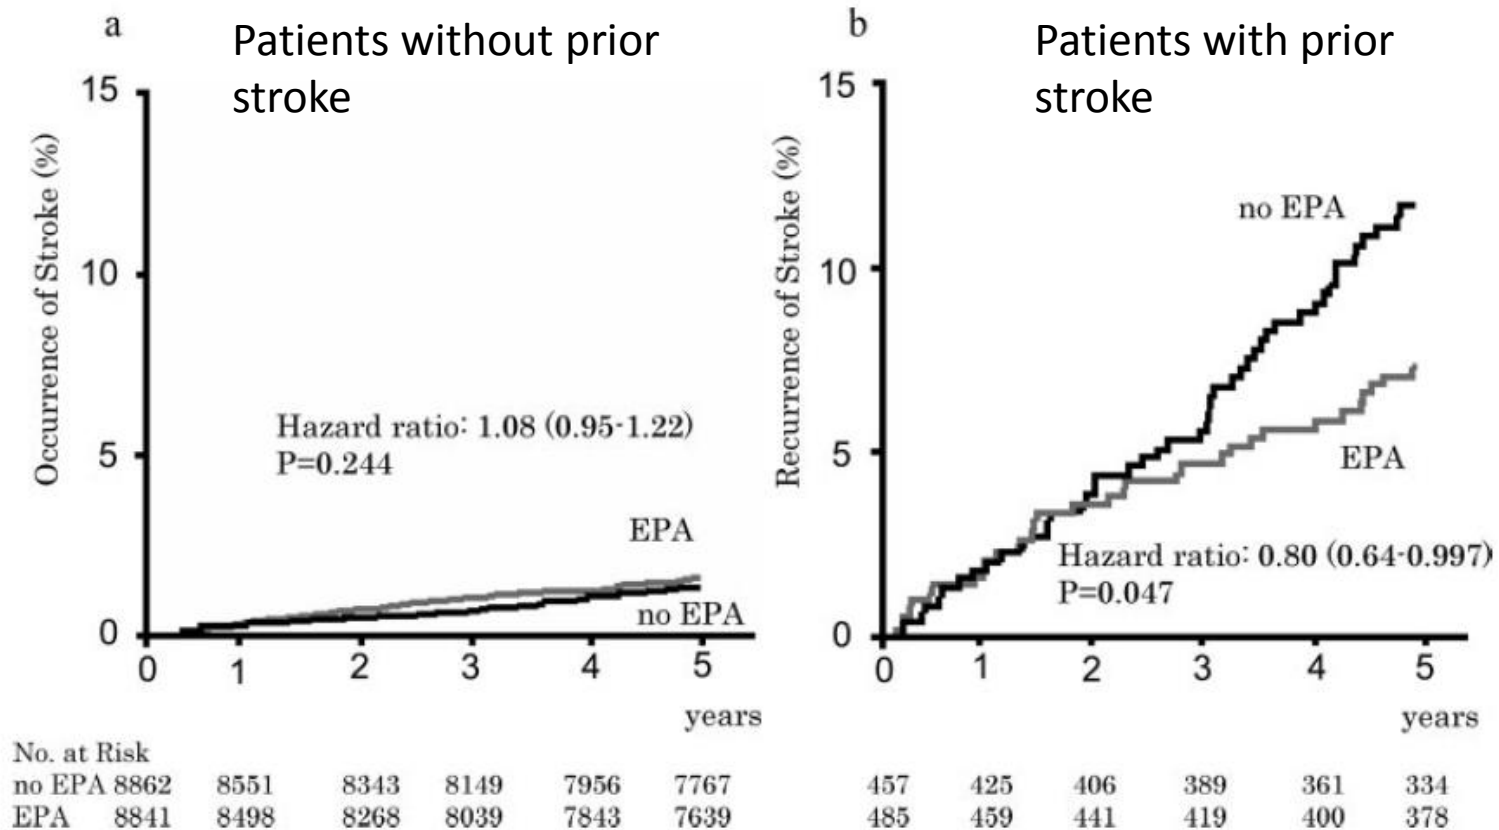 a
Patients without prior
stroke
15
10
5
0
Occurrence of Stroke (%)
Hazard ratio: 1.08 (0.95-1.22)
P=0.244
EPA
no EPA
0 1 2 3 4 5
years
b
Patients with prior
stroke
15
10
5
0
Recurrence of Stroke (%)
no EPA
EPA
Hazard ratio: 0.80 (0.64-0.997)
P=0.047
0 1 2 3 4 5
years
No. at Risk
no EPA 8862 8551 8343 8149 7956 7767 457 425 406 389 361 334
EPA 8841 8498 8268 8039 7843 7639 485 459 441 419 400 378